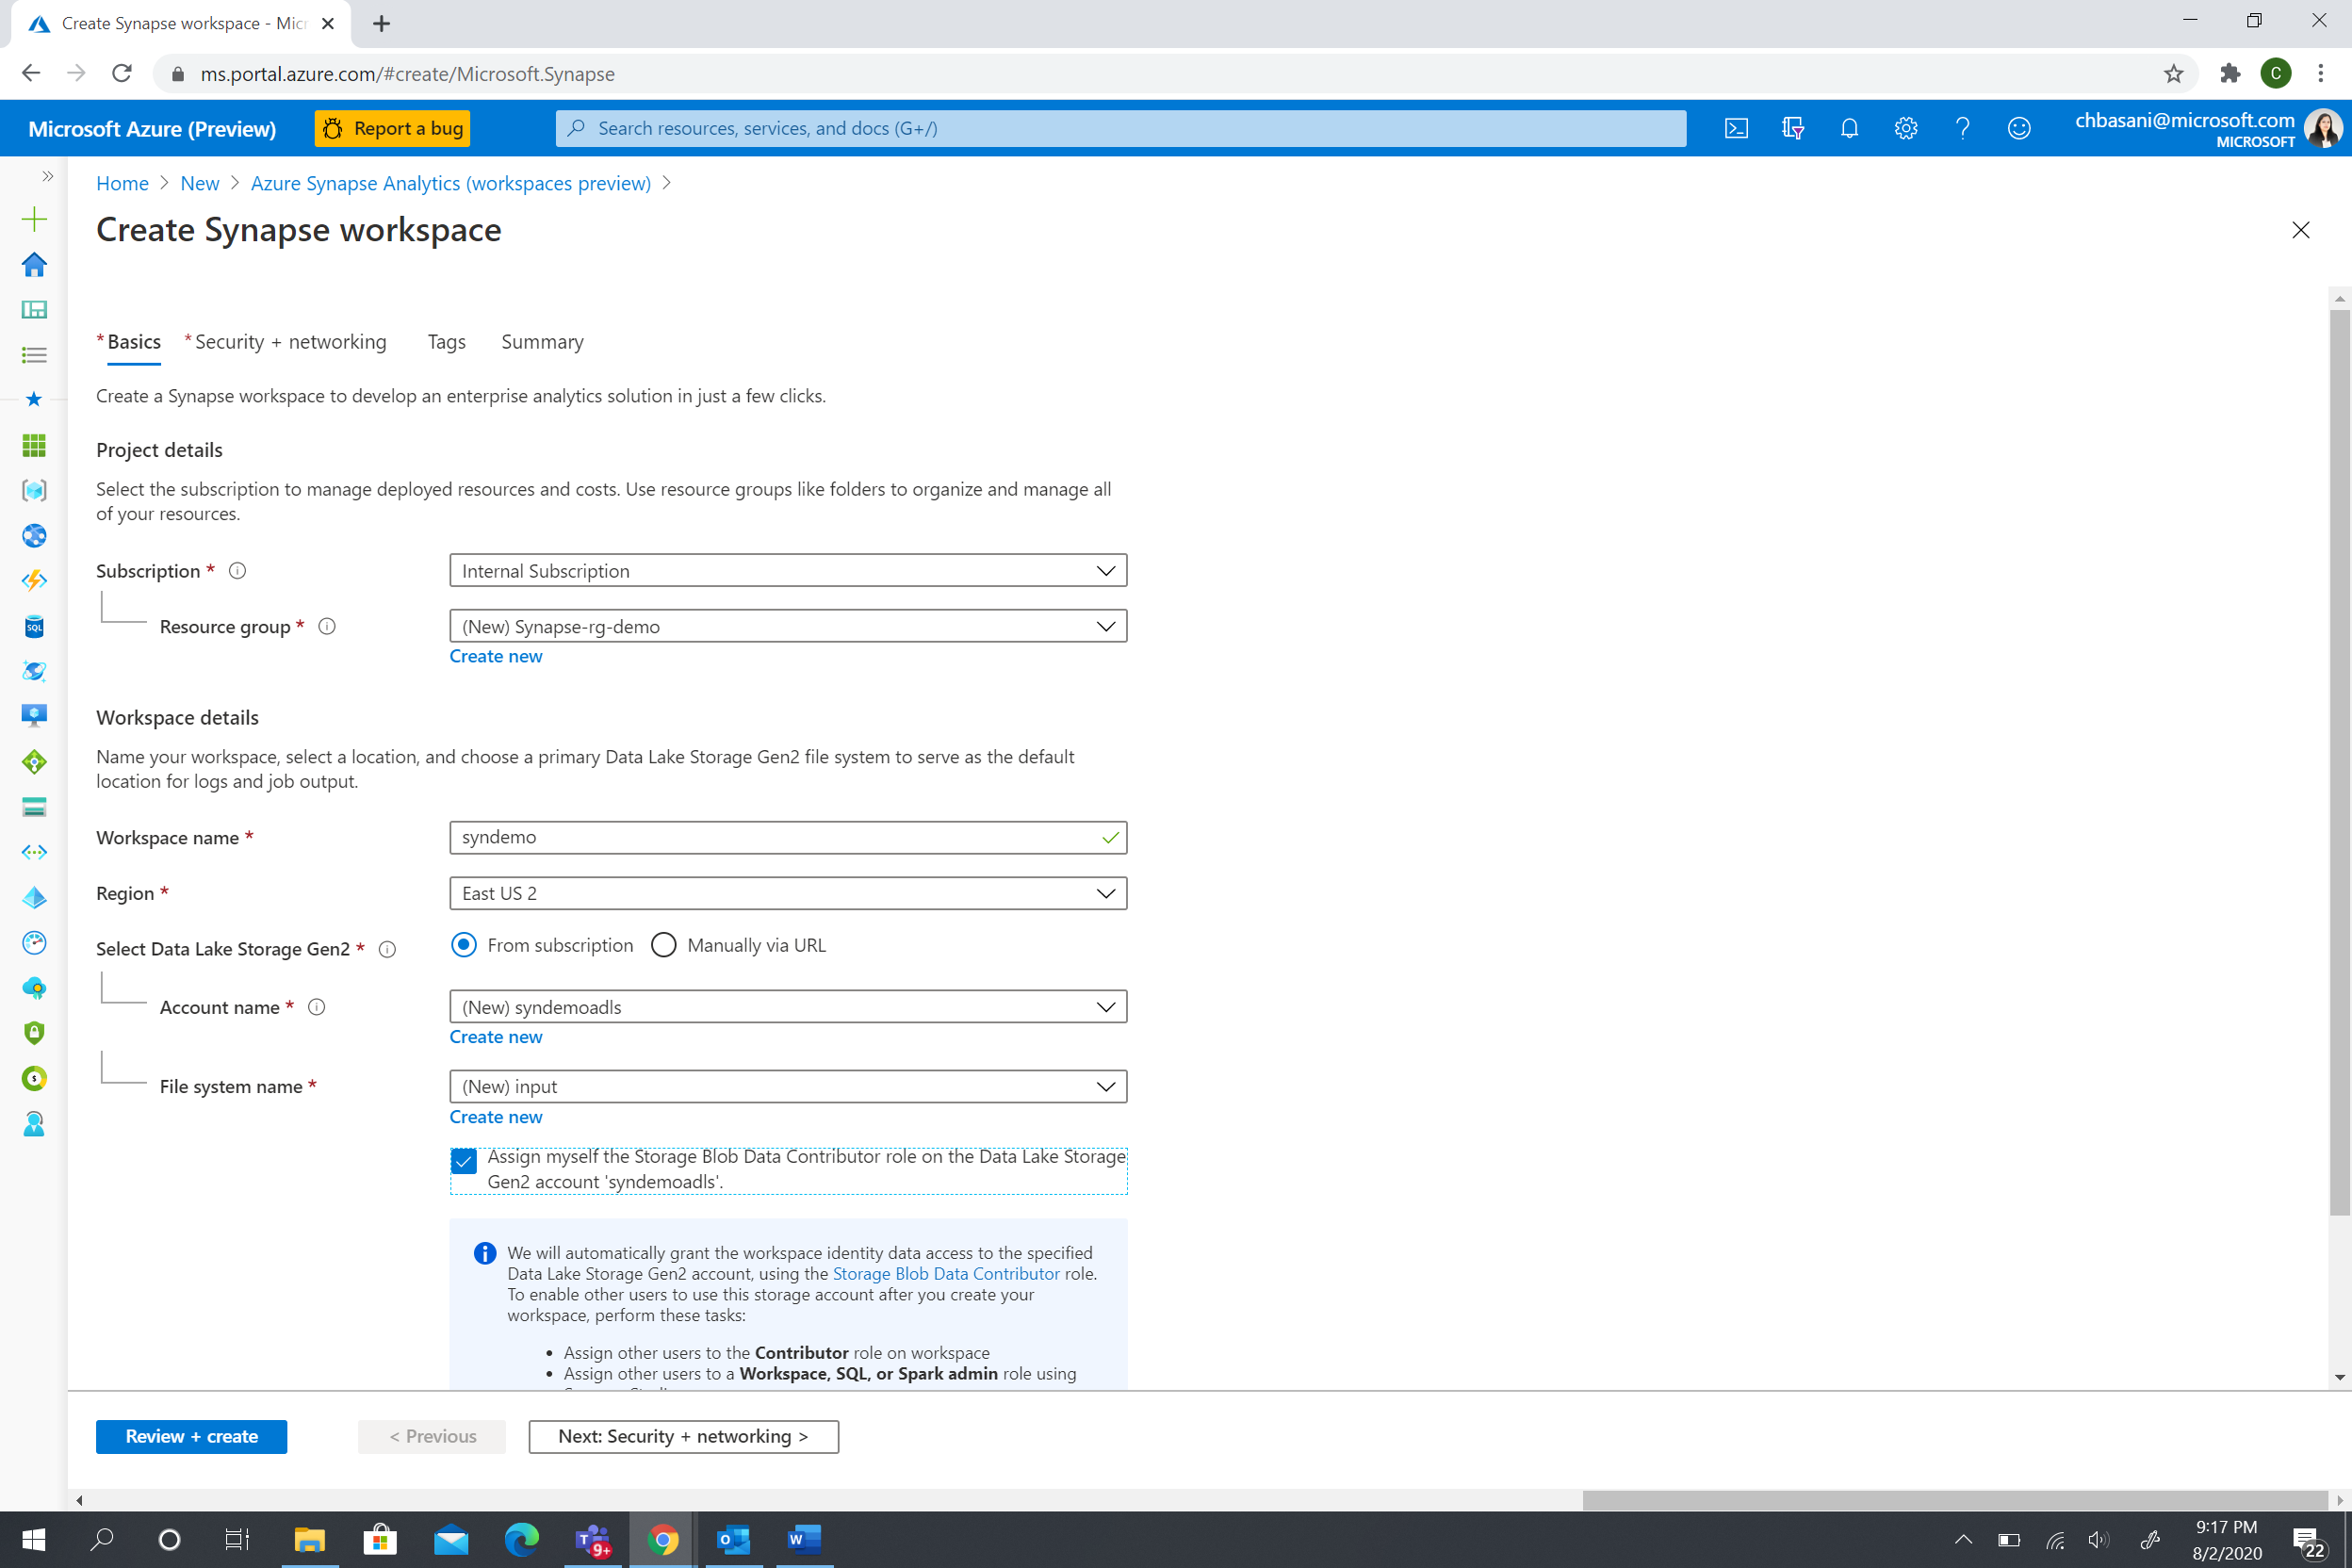 Create Synapse workspace - Micr
ms.portal.azure.com/#create/Microsoft.Synapse
C
Microsoft Azure (Preview)
Report a bug
Search resources, services, and docs (G+/)
chbasani@microsoft.com
MICROSOFT
Home > New > Azure Synapse Analytics (workspaces preview) >
Create Synapse workspace
* Basics * Security + networking Tags Summary
Create a Synapse workspace to develop an enterprise analytics solution in just a few clicks.
Project details
Select the subscription to manage deployed resources and costs. Use resource groups like folders to organize and manage all
of your resources.
Subscription *
Internal Subscription
Resource group *
(New) Synapse-rg-demo
Create new
Workspace details
Name your workspace, select a location, and choose a primary Data Lake Storage Gen2 file system to serve as the default
location for logs and job output.
Workspace name *
syndemo
Region *
East US 2
Select Data Lake Storage Gen2 *
From subscription Manually via URL
Account name *
(New) syndemoadls
Create new
File system name *
(New) input
Create new
Assign myself the Storage Blob Data Contributor role on the Data Lake Storage
Gen2 account 'syndemoadls'.
We will automatically grant the workspace identity data access to the specified
Data Lake Storage Gen2 account, using the Storage Blob Data Contributor role.
To enable other users to use this storage account after you create your
workspace, perform these tasks:
• Assign other users to the Contributor role on workspace
• Assign other users to a Workspace, SQL, or Spark admin role using
Review + create
< Previous
Next: Security + networking >
9:17 PM
8/2/2020
22
9+